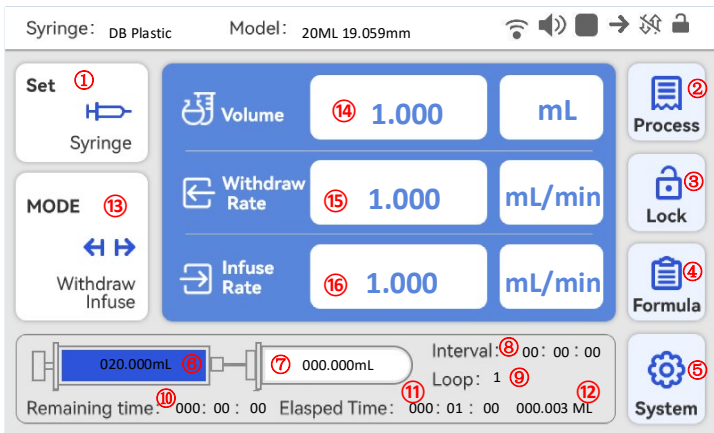 Syringe: DB Plastic Model: 20ML 19.059mm
Set ①
Syringe
MODE ⑬
Withdraw
Infuse
Volume ⑭ 1.000 mL
Withdraw
Rate ⑮ 1.000 mL/min
Infuse
Rate ⑯ 1.000 mL/min
② Process
③ Lock
④ Formula
⑤ System
020.000mL ⑧
⑦ 000.000mL
Interval: ⑧ 00: 00 : 00
Loop: 1 ⑨
Remaining time: ⑩ 000: 00 : 00 Elasped Time: ⑪ 000: 01 : 00 000.003 ML ⑫